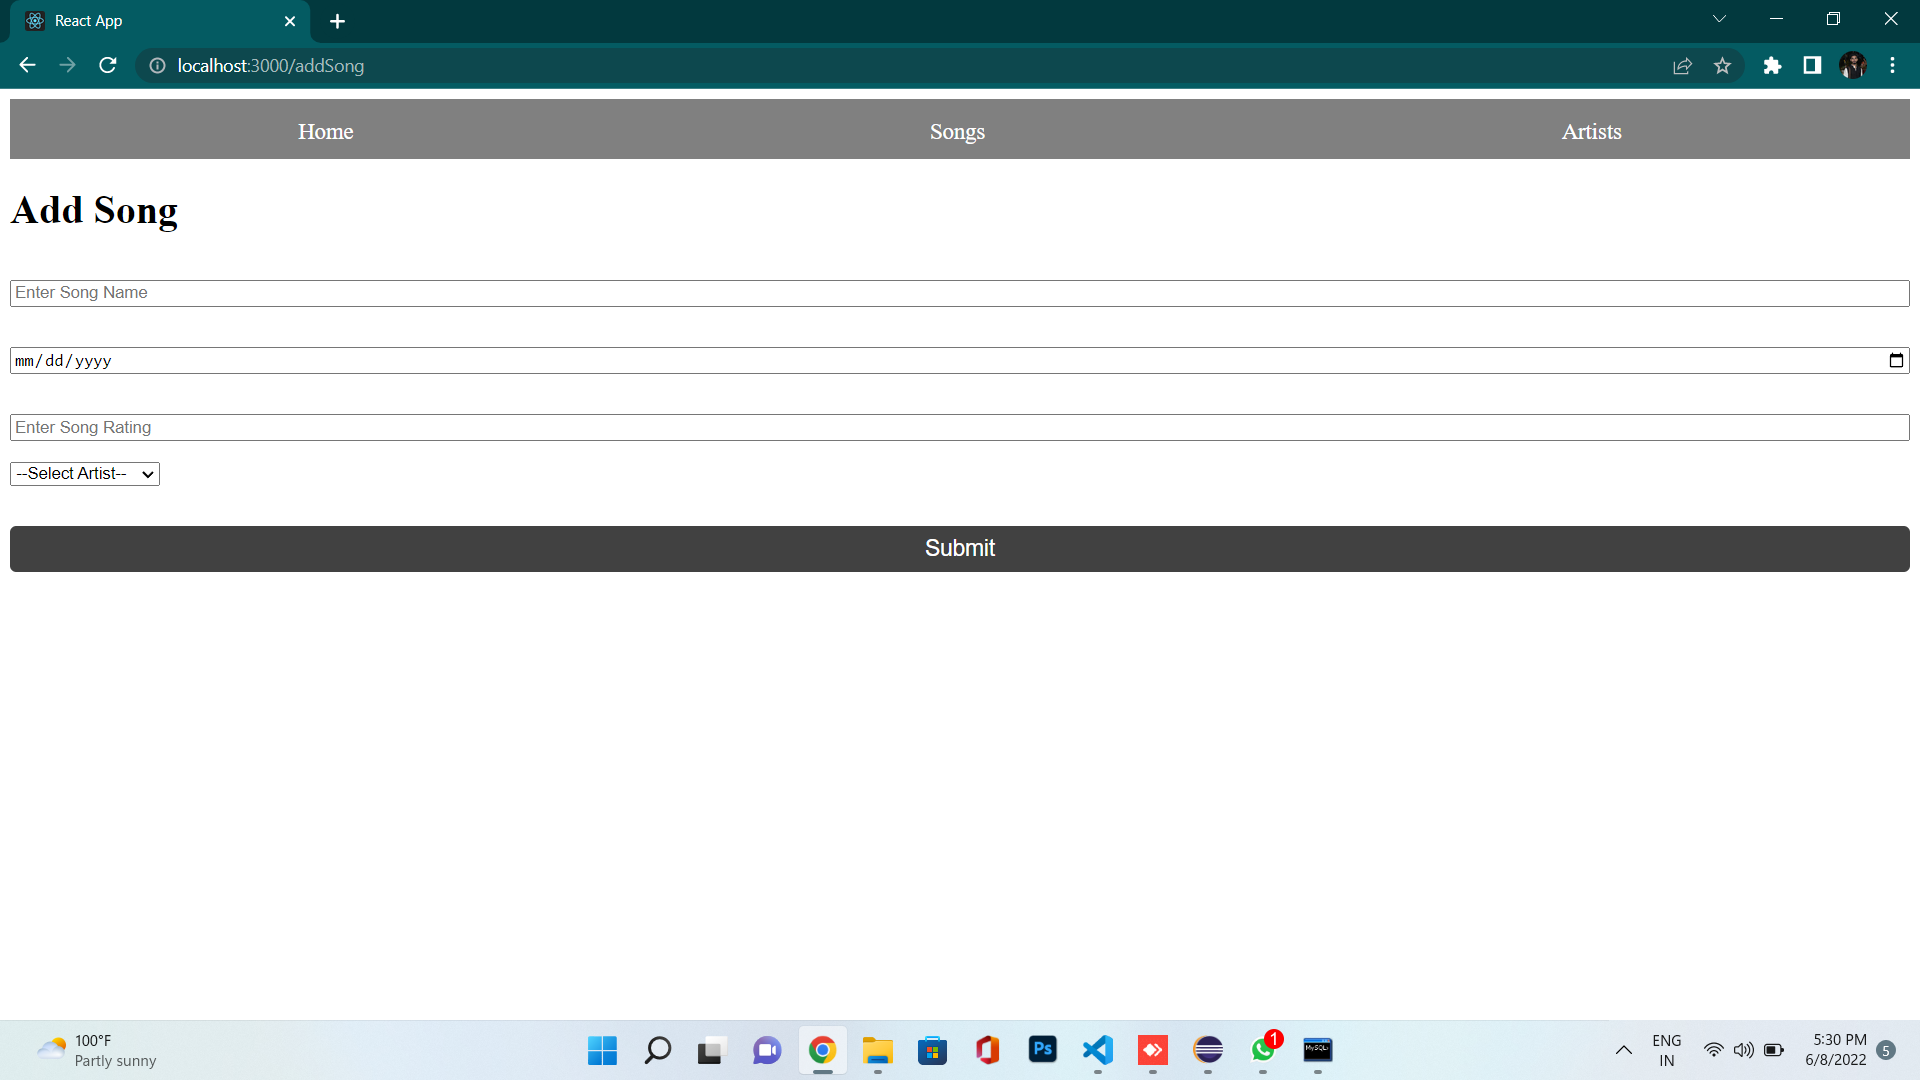 React App
localhost:3000/addSong
Home Songs Artists
Add Song
Enter Song Name
mm/dd/yyyy
Enter Song Rating
--Select Artist--
Submit
100°F
Partly sunny
Ps
1
MySQL
ENG
IN
5:30 PM
6/8/2022
5